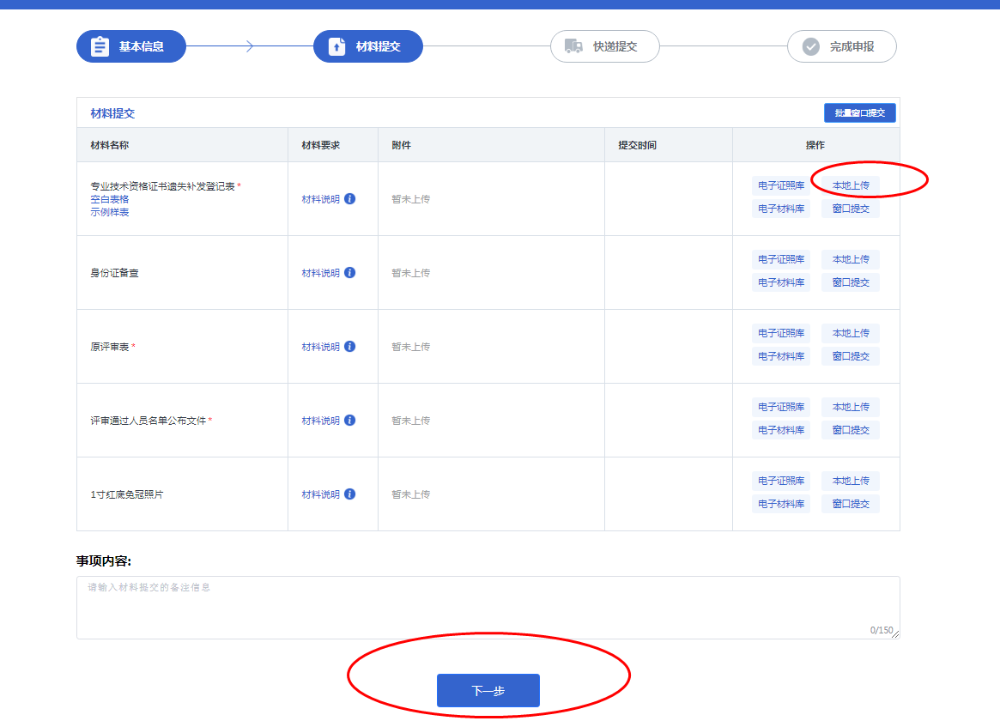 基本信息
材料提交
快递提交
完成申报
材料提交
批量窗口提交
材料名称 材料要求 附件 提交时间 操作
专业技术资格证书遗失补发登记表*
空白表格
示例样表
材料说明
暂未上传
电子证照库 本地上传
电子材料库 窗口提交
身份证备查
材料说明
暂未上传
电子证照库 本地上传
电子材料库 窗口提交
原评审表*
材料说明
暂未上传
电子证照库 本地上传
电子材料库 窗口提交
评审通过人员名单公布文件*
材料说明
暂未上传
电子证照库 本地上传
电子材料库 窗口提交
1寸红底免冠照片
材料说明
暂未上传
电子证照库 本地上传
电子材料库 窗口提交
事项内容:
请输入材料提交的备注信息
0/150
下一步